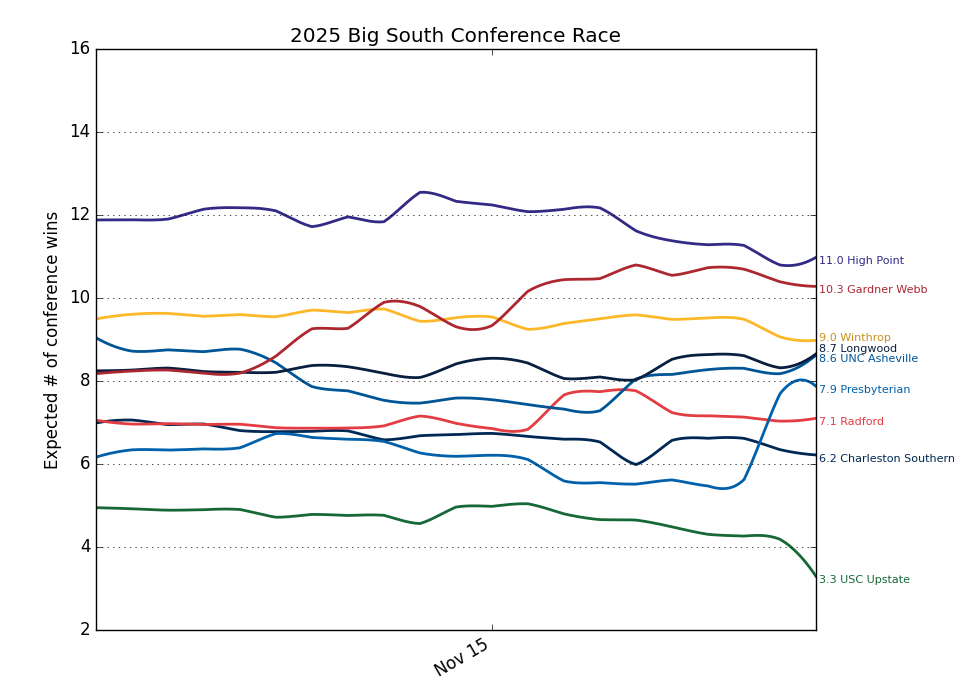 2025 Big South Conference Race
Expected # of conference wins
16
14
12
10
8
6
4
2
Nov 15
11.0 High Point
10.3 Gardner Webb
9.0 Winthrop
8.7 Longwood
8.6 UNC Asheville
7.9 Presbyterian
7.1 Radford
6.2 Charleston Southern
3.3 USC Upstate